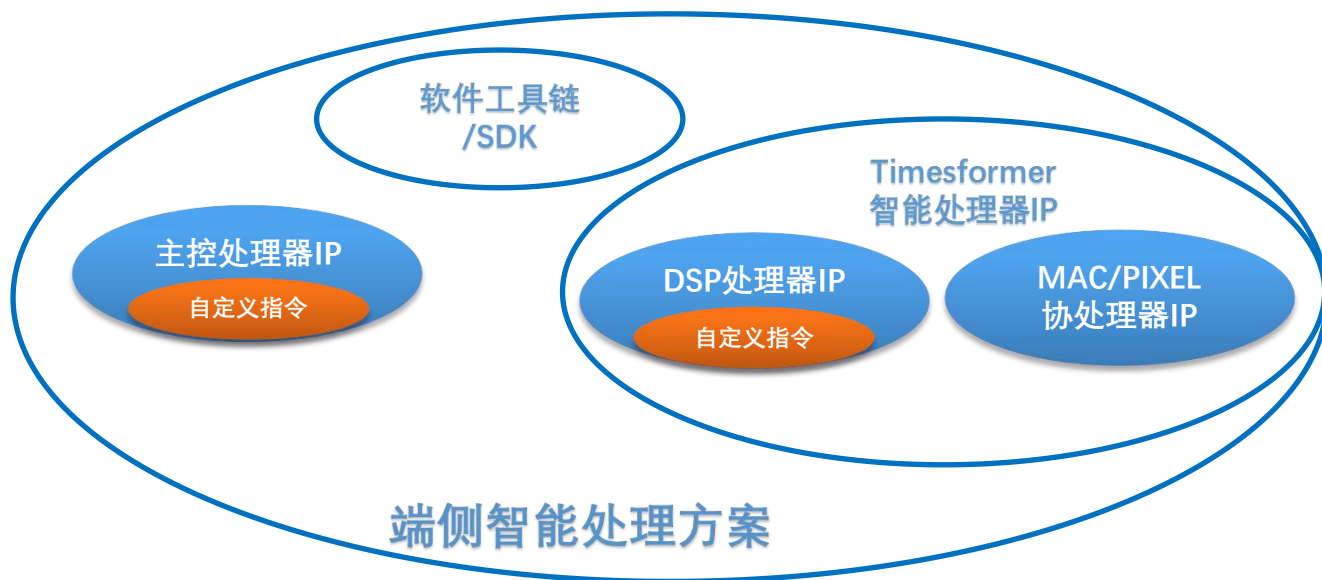 软件工具链
/SDK
Timesformer
智能处理器IP
主控处理器IP
自定义指令
DSP处理器IP
自定义指令
MAC/PIXEL
协处理器IP
端侧智能处理方案